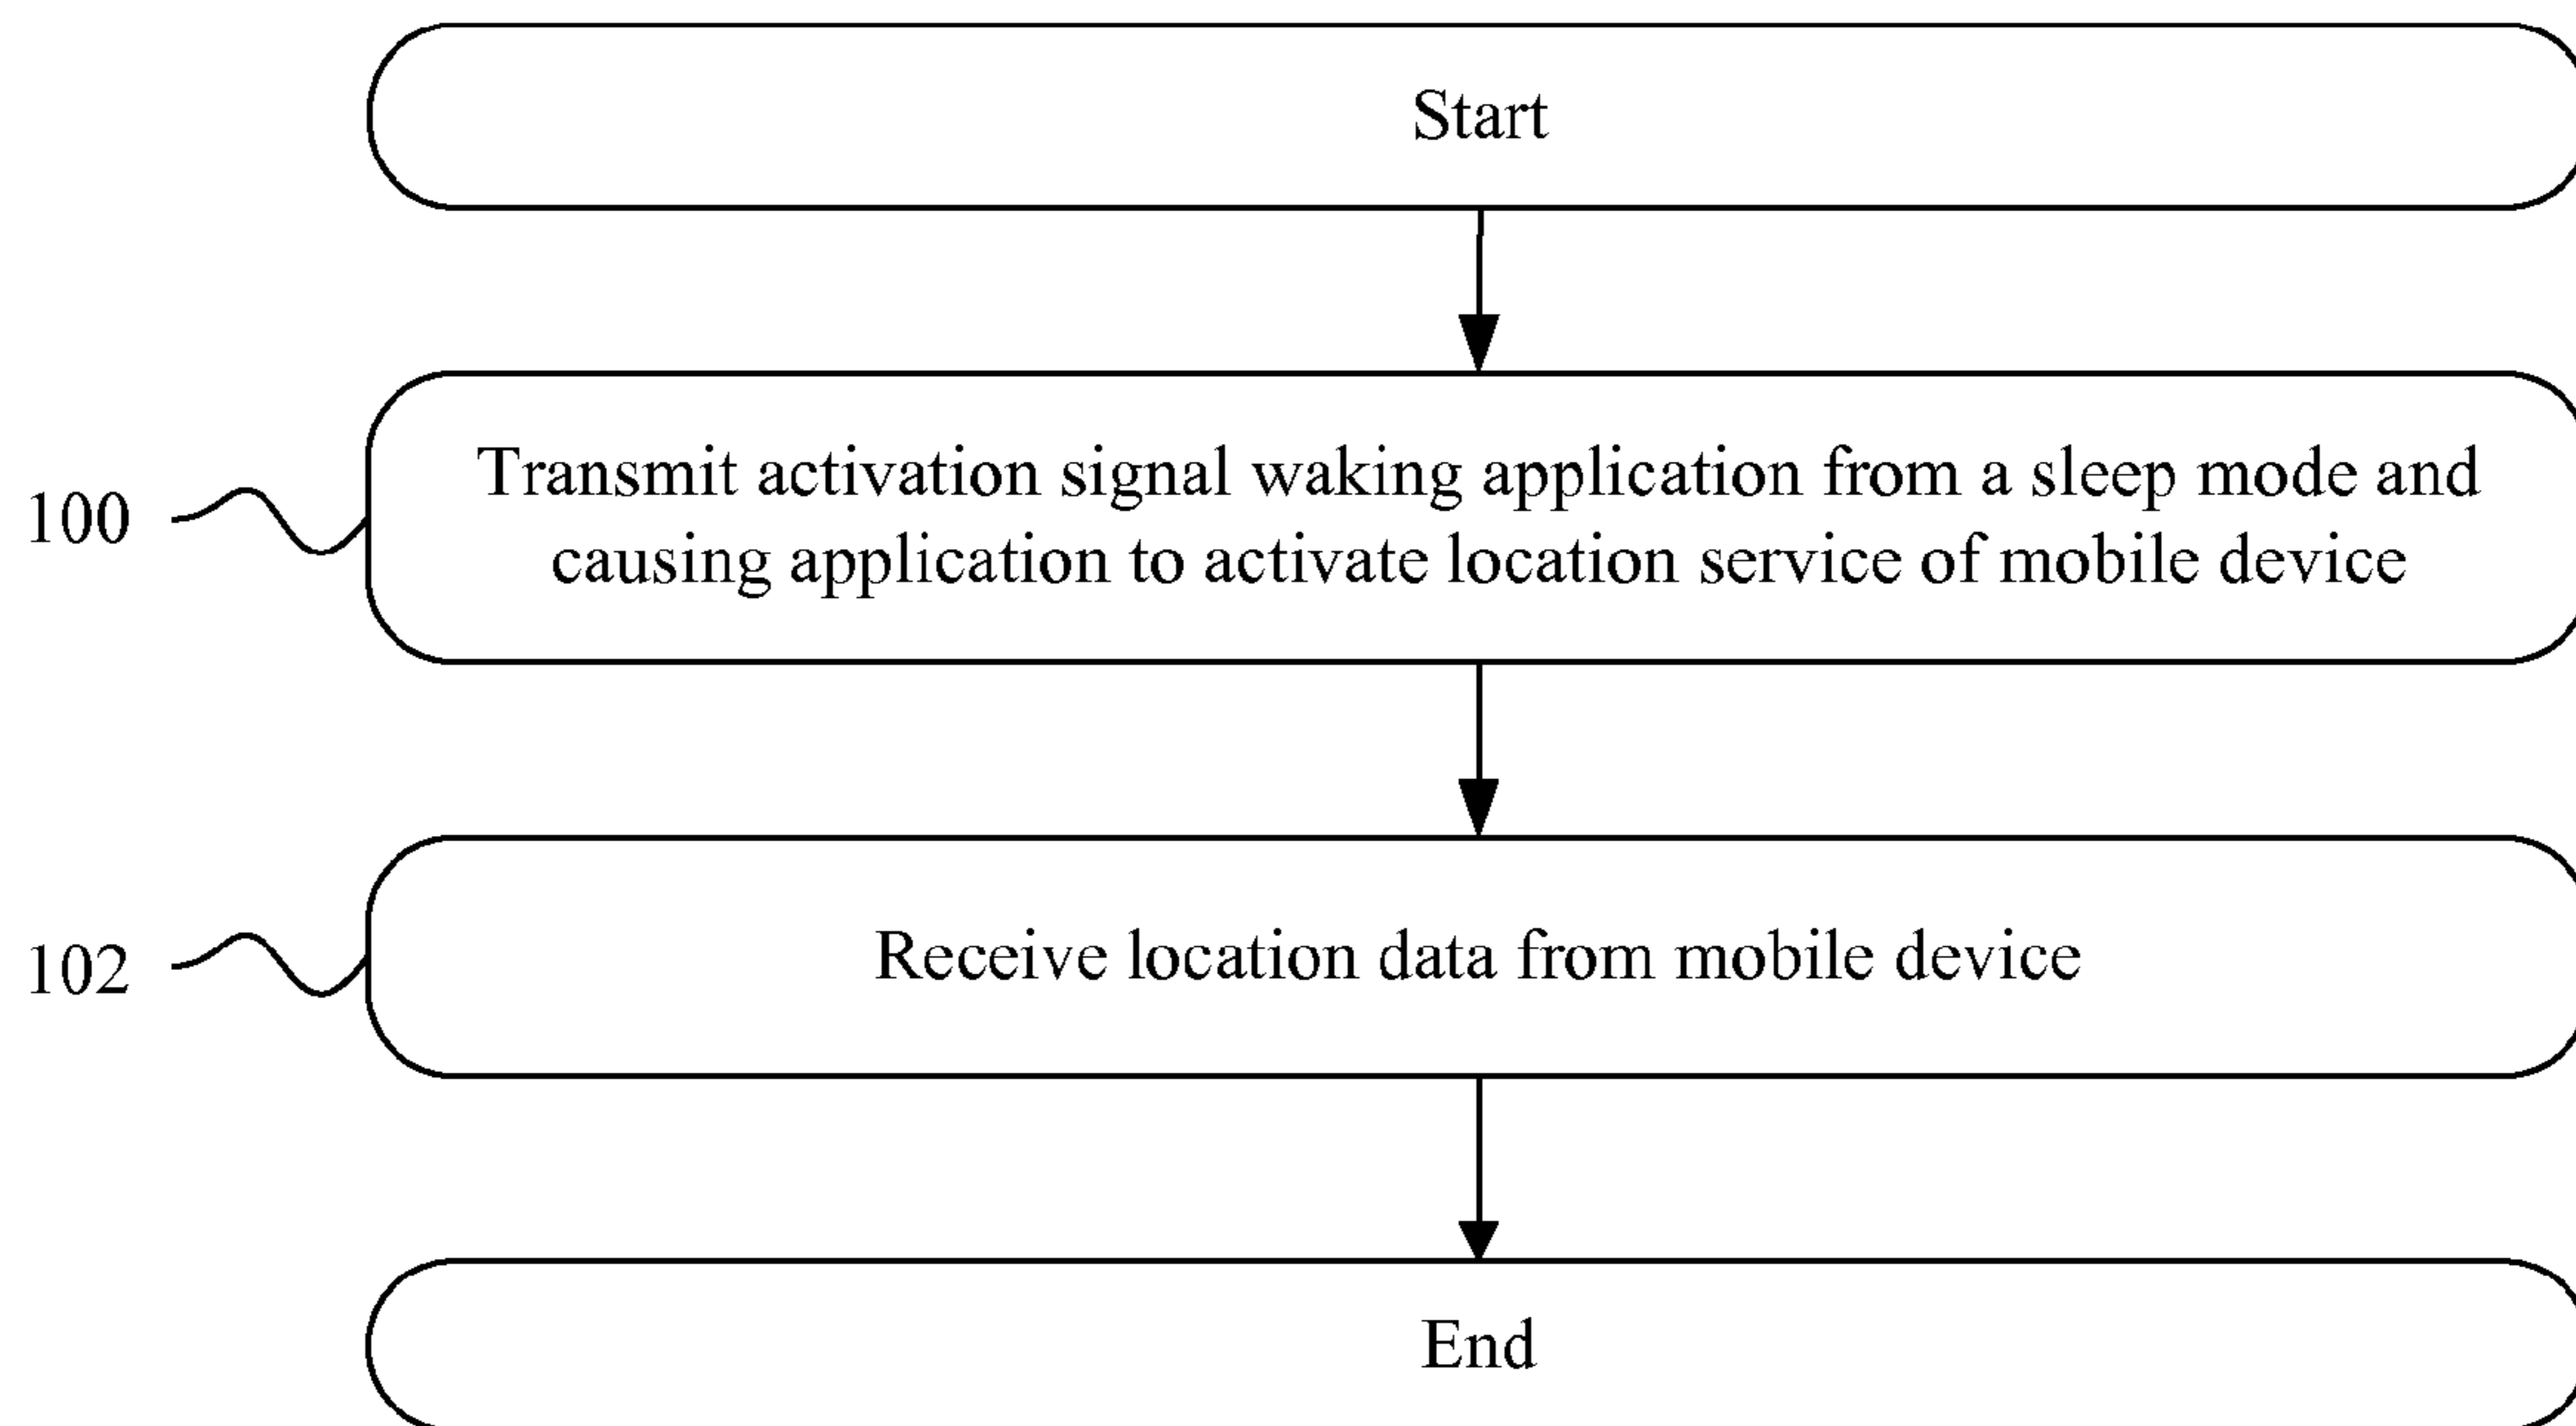 Start
100
Transmit activation signal waking application from a sleep mode and
causing application to activate location service of mobile device
102
Receive location data from mobile device
End